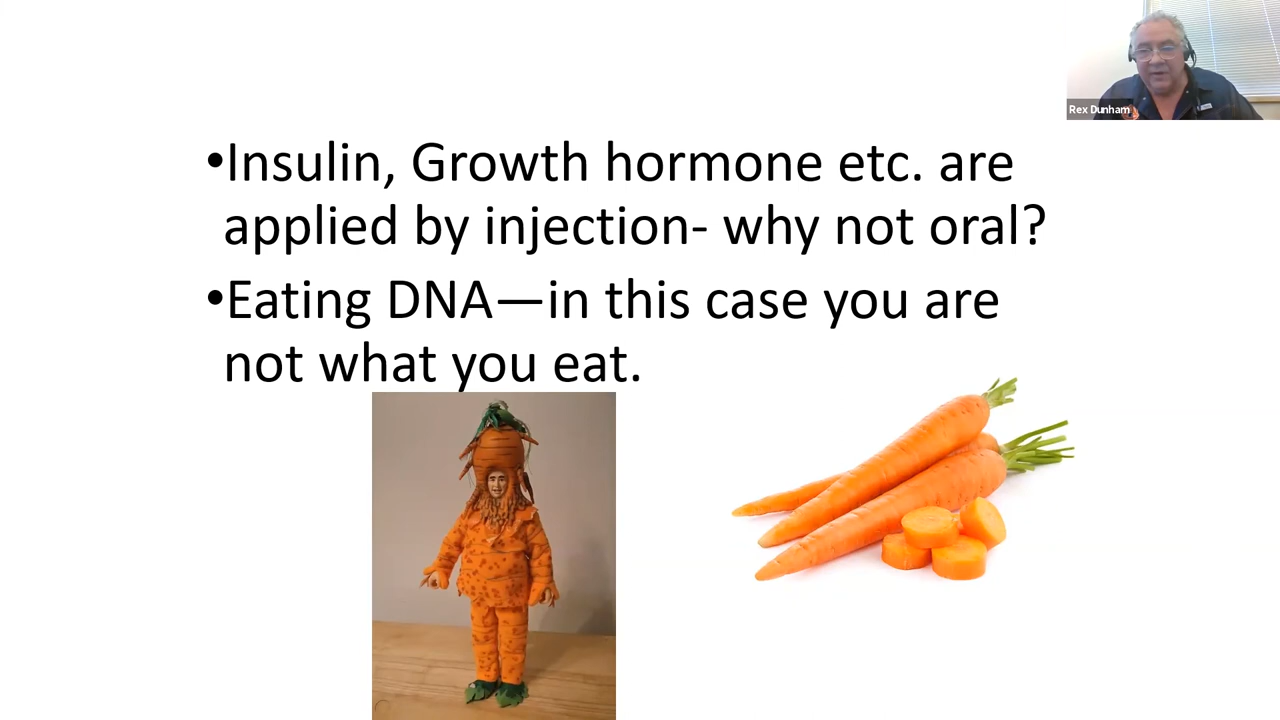 Rex Dunham
•Insulin, Growth hormone etc. are
applied by injection- why not oral?
•Eating DNA—in this case you are
not what you eat.